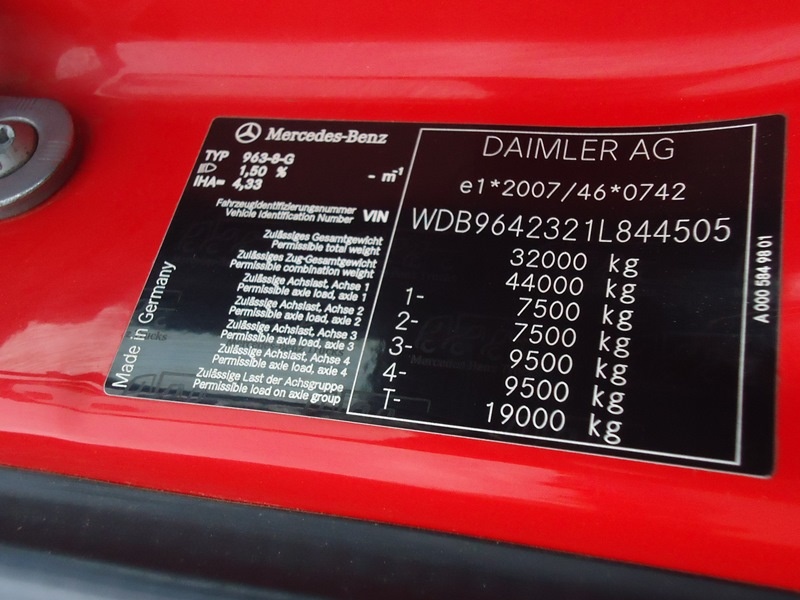 Mercedes-Benz
TYP 963-8-G
1,50 %
IHA= 4,33
- m⁻¹
Fahrzeugidentifizierungsnummer
Vehicle Identification Number VIN
Zulässiges Gesamtgewicht
Permissible total weight
Zulässiges Zug-Gesamtgewicht
Permissible combination weight
Zulässige Achslast, Achse 1
Permissible axle load, axle 1
Zulässige Achslast, Achse 2
Permissible axle load, axle 2
Zulässige Achslast, Achse 3
Permissible axle load, axle 3
Zulässige Achslast, Achse 4
Permissible axle load, axle 4
Zulässige Last der Achsgruppe
Permissible load on axle group
Made in Germany
DAIMLER AG
e1*2007/46*0742
WDB9642321L844505
32000 kg
44000 kg
1- 7500 kg
2- 7500 kg
3- 9500 kg
4- 9500 kg
T- 19000 kg
A 000 584 98 01